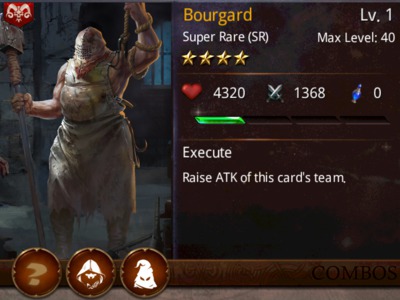 Bourgard Lv. 1
Super Rare (SR) Max Level: 40
4320 1368 0
Execute
Raise ATK of this card's team.
COMBOS
?